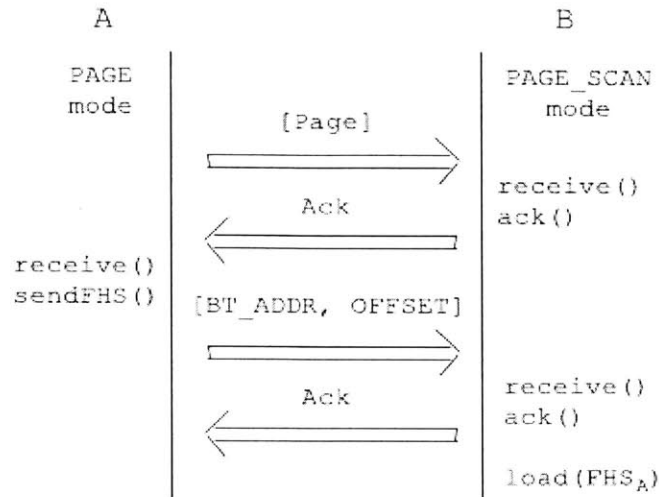 A
B
PAGE
mode
PAGE_SCAN
mode
[Page]
receive()
ack()
Ack
receive()
sendFHS()
[BT_ADDR, OFFSET]
receive()
ack()
Ack
load(FHS_A)